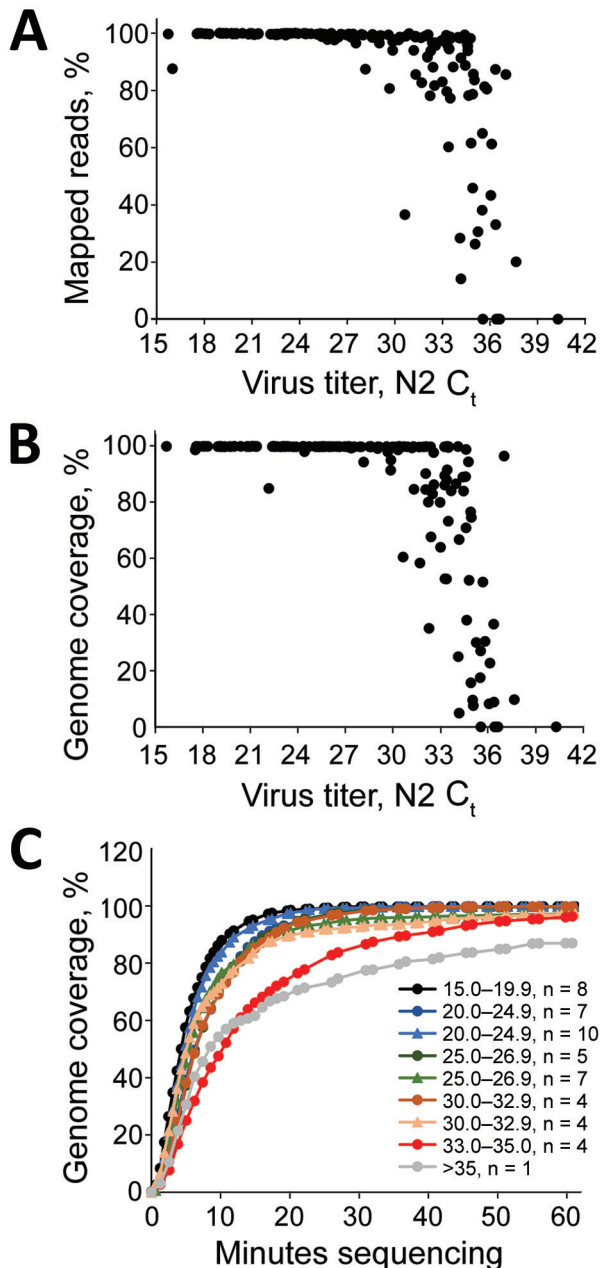 A
Mapped reads, %
100
80
60
40
20
0
15 18 21 24 27 30 33 36 39 42
Virus titer, N2 Ct
B
Genome coverage, %
100
80
60
40
20
0
15 18 21 24 27 30 33 36 39 42
Virus titer, N2 Ct
C
Genome coverage, %
120
100
80
60
40
20
0
15.0–19.9, n = 8
20.0–24.9, n = 7
20.0–24.9, n = 10
25.0–26.9, n = 5
25.0–26.9, n = 7
30.0–32.9, n = 4
30.0–32.9, n = 4
33.0–35.0, n = 4
>35, n = 1
0 10 20 30 40 50 60
Minutes sequencing